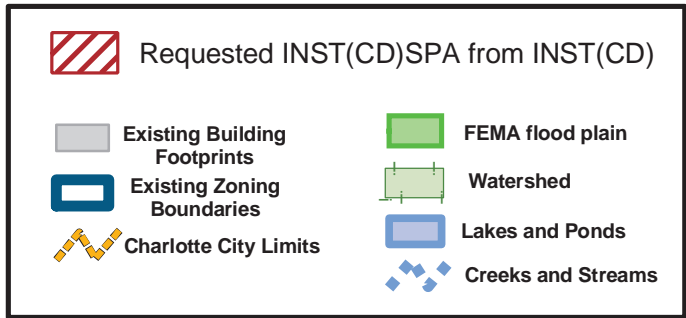 Requested INST(CD)SPA from INST(CD)
Existing Building
Footprints
Existing Zoning
Boundaries
Charlotte City Limits
FEMA flood plain
Watershed
Lakes and Ponds
Creeks and Streams